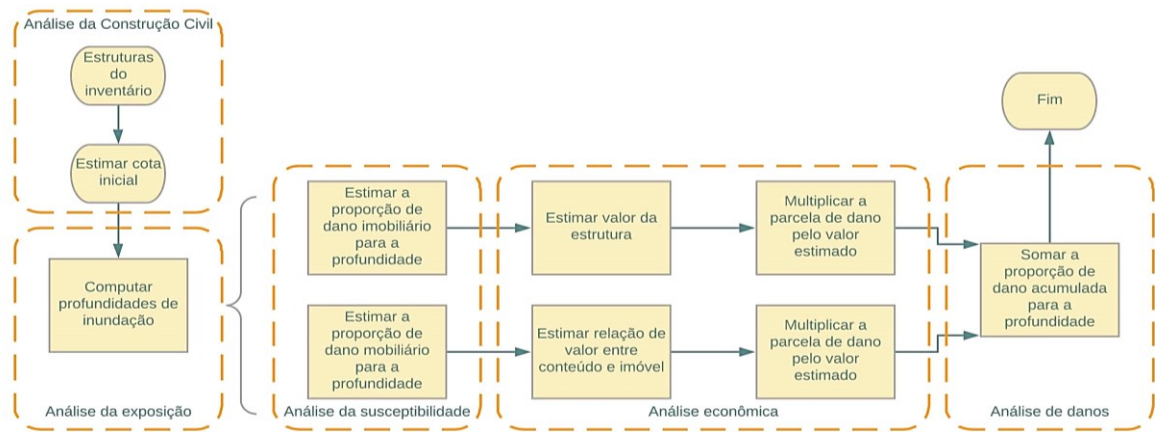 Análise da Construção Civil
Estruturas
do
inventário
Estimar cota
inicial
Computar
profundidades de
inundação
Análise da exposição
Estimar a
proporção de
dano imobiliário
para a
profundidade
Estimar a
proporção de
dano mobiliário
para a
profundidade
Análise da susceptibilidade
Estimar valor da
estrutura
Multiplicar a
parcela de dano
pelo valor
estimado
Estimar relação de
valor entre
conteúdo e imóvel
Multiplicar a
parcela de dano
pelo valor
estimado
Análise econômica
Fim
Somar a
proporção de
dano acumulada
para a
profundidade
Análise de danos